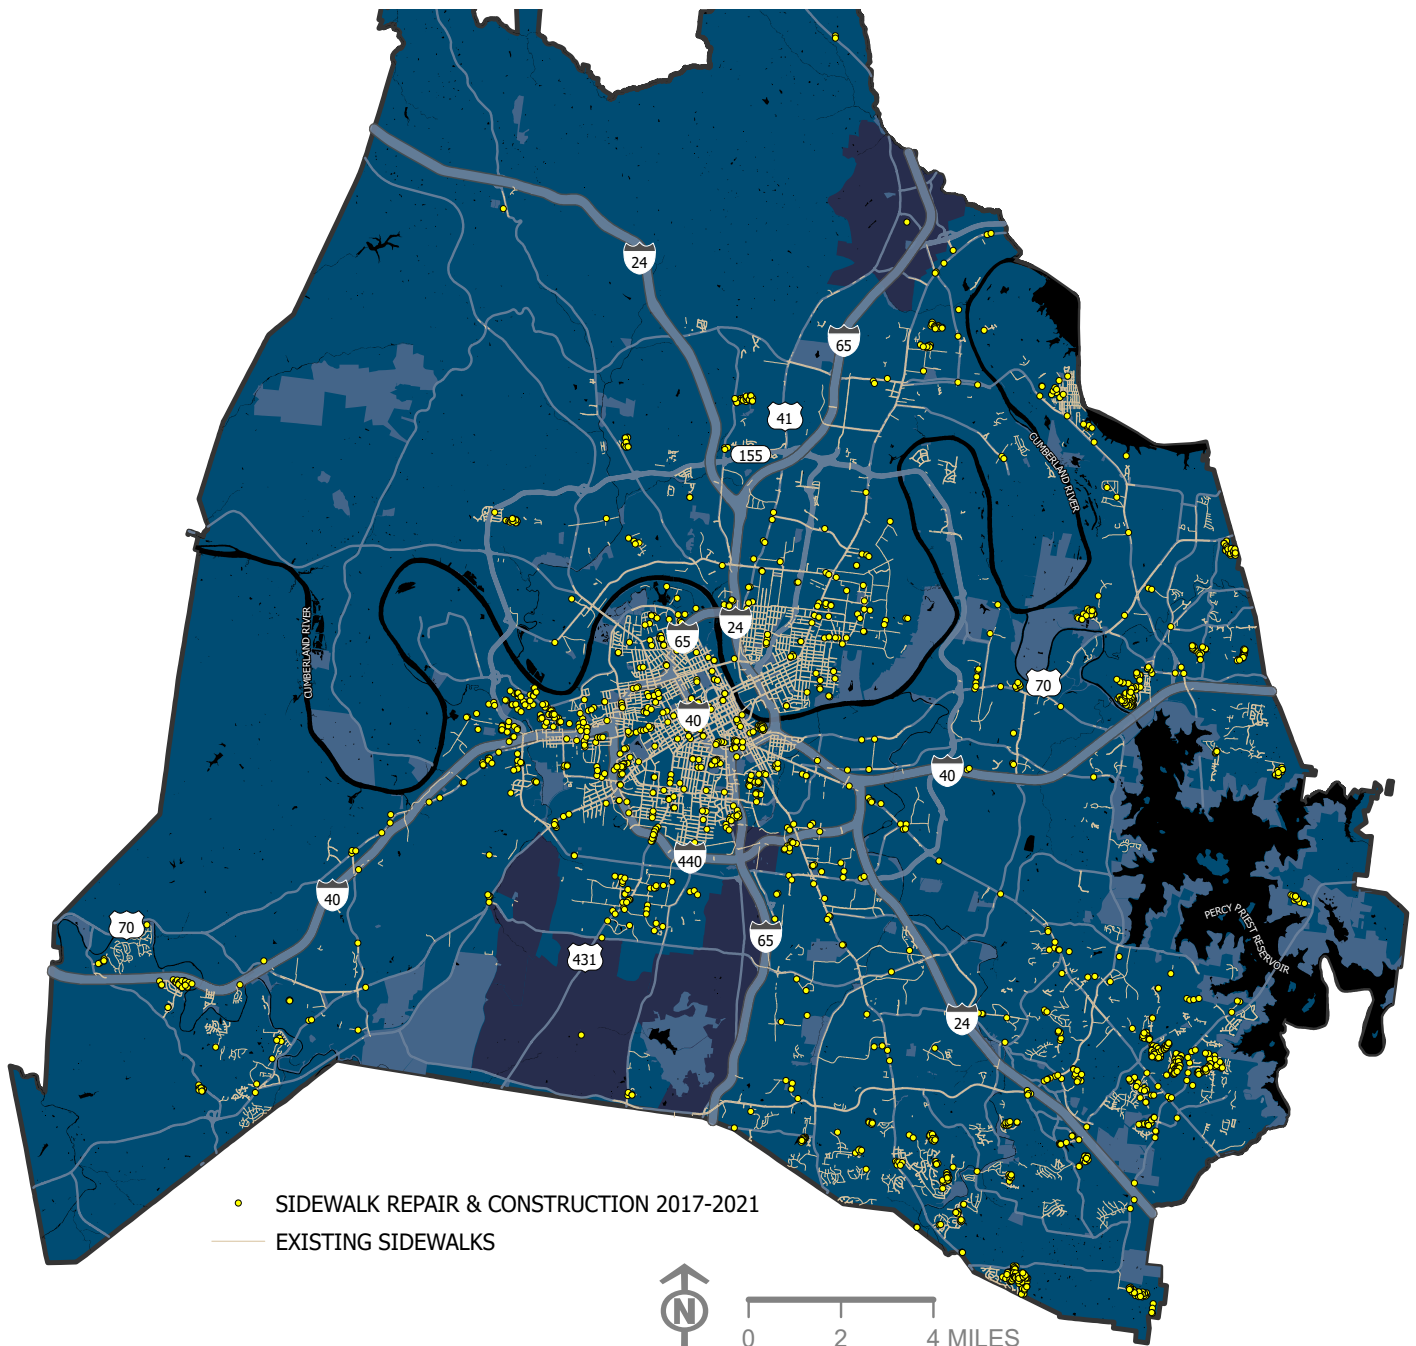 24
65
41
155
CUMBERLAND RIVER
CUMBERLAND RIVER
65
24
70
40
40
440
40
70
PERCY PRIEST RESERVOIR
65
431
24
SIDEWALK REPAIR & CONSTRUCTION 2017-2021
EXISTING SIDEWALKS
N
0 2 4 MILES